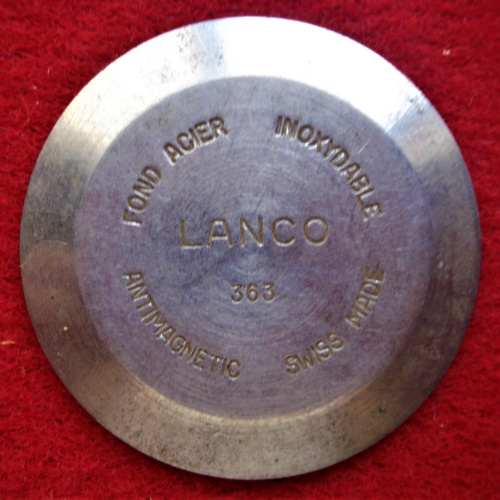 FOND ACIER INOXYDABLE
LANCO
363
ANTIMAGNETIC SWISS MADE